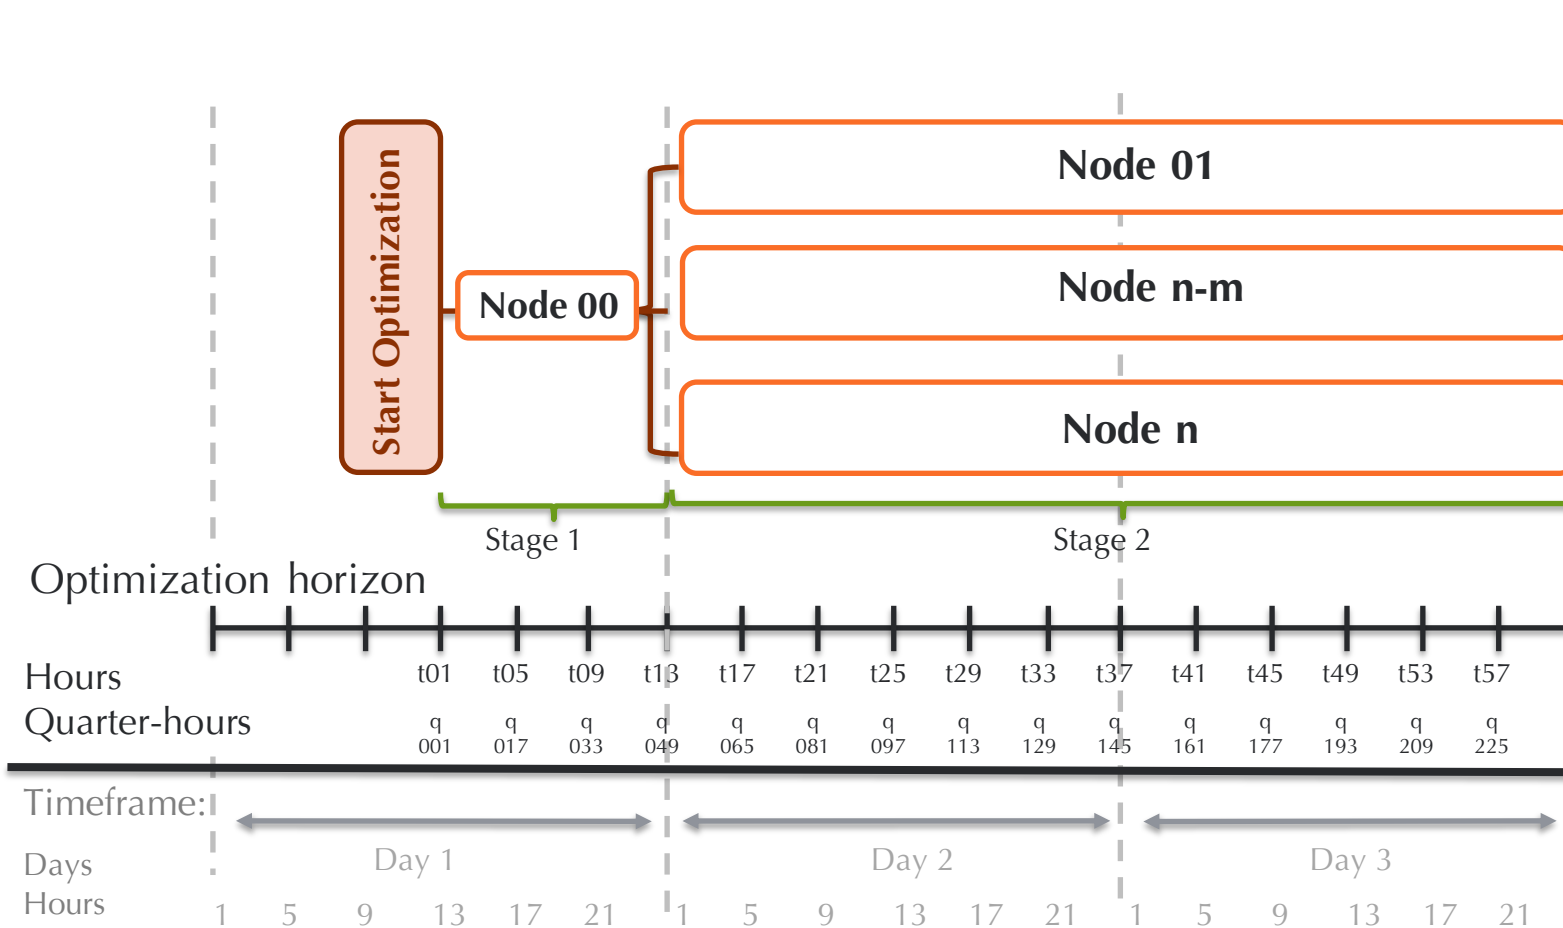 Start Optimization
Node 00
Node 01
Node n-m
Node n
Stage 1
Stage 2
Optimization horizon
Hours t01 t05 t09 t13 t17 t21 t25 t29 t33 t37 t41 t45 t49 t53 t57
Quarter-hours q q q q q q q q q q q q q q q
001 017 033 049 065 081 097 113 129 145 161 177 193 209 225
Timeframe:
Days Day 1 Day 2 Day 3
Hours 1 5 9 13 17 21 1 5 9 13 17 21 1 5 9 13 17 21